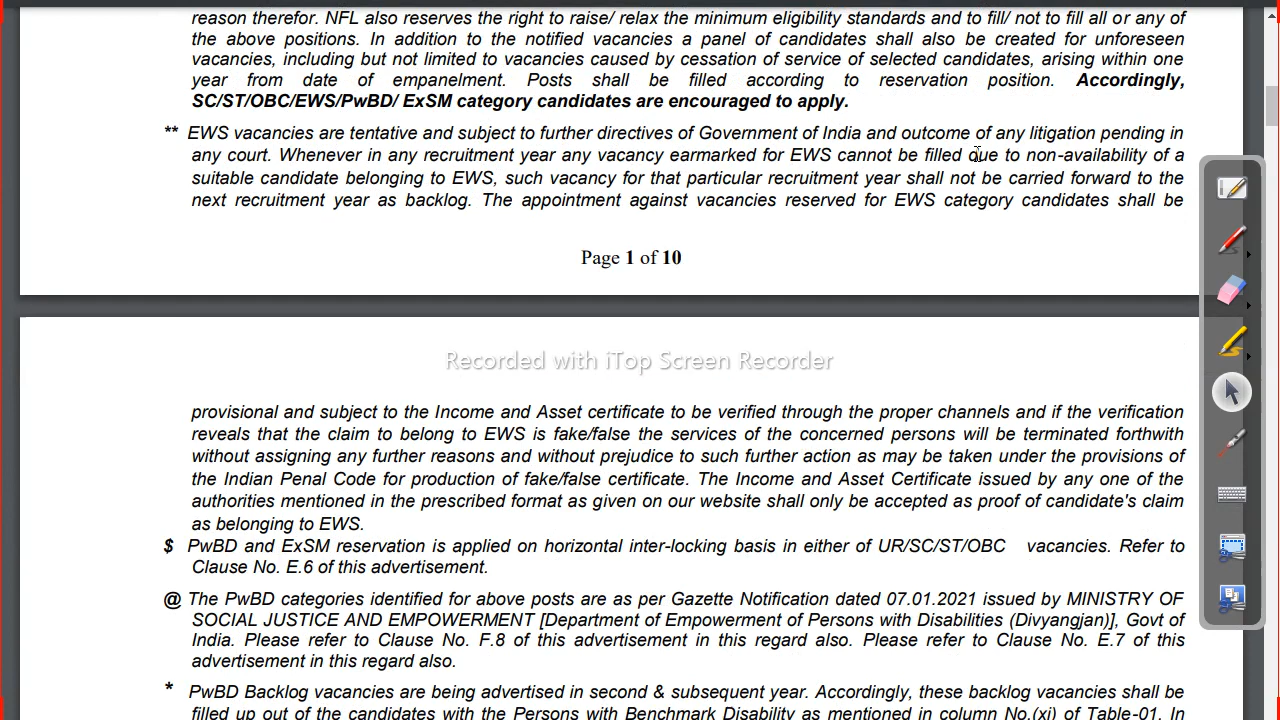 reason therefor. NFL also reserves the right to raise/ relax the minimum eligibility standards and to fill/ not to fill all or any of
the above positions. In addition to the notified vacancies a panel of candidates shall also be created for unforeseen
vacancies, including but not limited to vacancies caused by cessation of service of selected candidates, arising within one
year from date of empanelment. Posts shall be filled according to reservation position. Accordingly,
SC/ST/OBC/EWS/PwBD/ ExSM category candidates are encouraged to apply.
** EWS vacancies are tentative and subject to further directives of Government of India and outcome of any litigation pending in
any court. Whenever in any recruitment year any vacancy earmarked for EWS cannot be filled due to non-availability of a
suitable candidate belonging to EWS, such vacancy for that particular recruitment year shall not be carried forward to the
next recruitment year as backlog. The appointment against vacancies reserved for EWS category candidates shall be
Page 1 of 10
Recorded with iTop Screen Recorder
provisional and subject to the Income and Asset certificate to be verified through the proper channels and if the verification
reveals that the claim to belong to EWS is fake/false the services of the concerned persons will be terminated forthwith
without assigning any further reasons and without prejudice to such further action as may be taken under the provisions of
the Indian Penal Code for production of fake/false certificate. The Income and Asset Certificate issued by any one of the
authorities mentioned in the prescribed format as given on our website shall only be accepted as proof of candidate's claim
as belonging to EWS.
$ PwBD and ExSM reservation is applied on horizontal inter-locking basis in either of UR/SC/ST/OBC vacancies. Refer to
Clause No. E.6 of this advertisement.
@ The PwBD categories identified for above posts are as per Gazette Notification dated 07.01.2021 issued by MINISTRY OF
SOCIAL JUSTICE AND EMPOWERMENT [Department of Empowerment of Persons with Disabilities (Divyangjan)], Govt of
India. Please refer to Clause No. F.8 of this advertisement in this regard also. Please refer to Clause No. E.7 of this
advertisement in this regard also.
* PwBD Backlog vacancies are being advertised in second & subsequent year. Accordingly, these backlog vacancies shall be
filled up out of the candidates with the Persons with Benchmark Disability as mentioned in column No.(xi) of Table-01. In